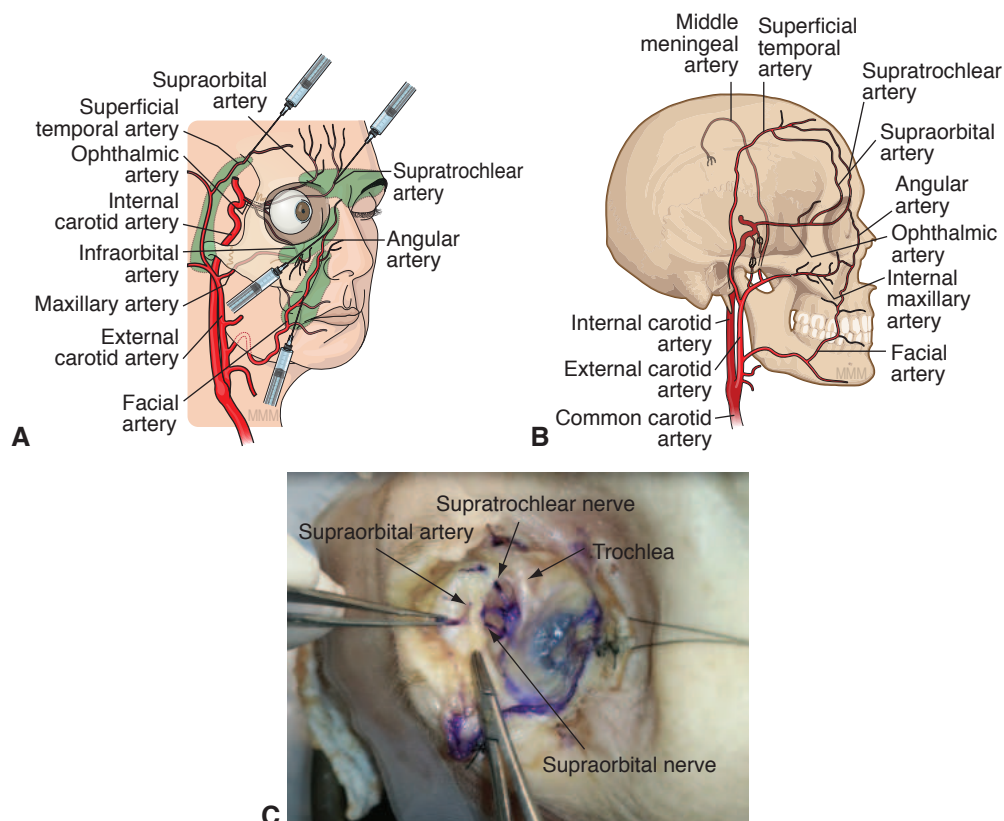 Supraorbital
artery
Superficial
temporal artery
Ophthalmic
artery
Internal
carotid artery
Infraorbital
artery
Maxillary artery
External
carotid artery
Facial
artery
Supratrochlear
artery
Angular
artery
MMM
A
Middle
meningeal
artery
Superficial
temporal
artery
Supratrochlear
artery
Supraorbital
artery
Angular
artery
Ophthalmic
artery
Internal
maxillary
artery
Internal carotid
artery
External carotid
artery
Common carotid
artery
Facial
artery
MMM
B
Supratrochlear nerve
Supraorbital artery
Trochlea
Supraorbital nerve
C